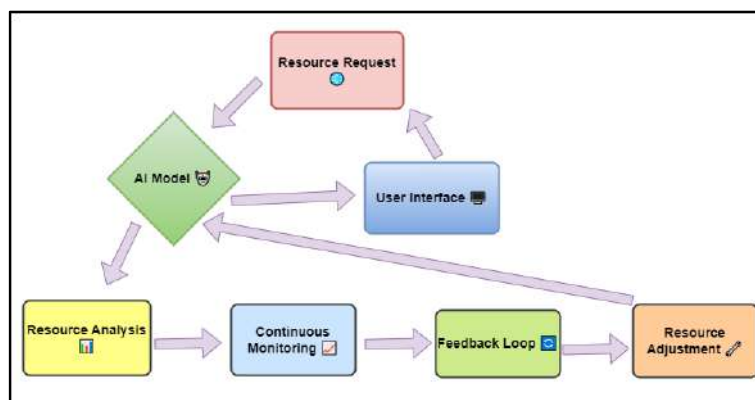 Resource Request
AI Model
User Interface
Resource Analysis
Continuous
Monitoring
Feedback Loop
Resource
Adjustment